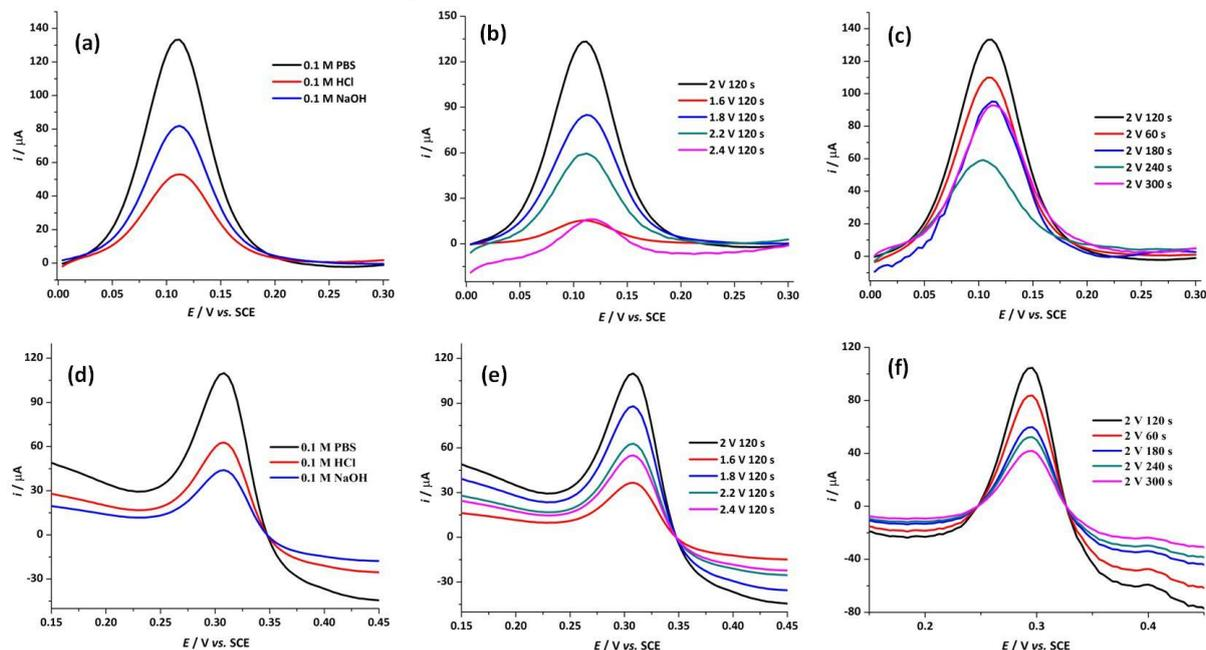 (a)
140
120
100
80
60
40
20
0
i / μA
0.1 M PBS
0.1 M HCl
0.1 M NaOH
0.00 0.05 0.10 0.15 0.20 0.25 0.30
E / V vs. SCE
(b)
150
120
90
60
30
0
i / μA
2 V 120 s
1.6 V 120 s
1.8 V 120 s
2.2 V 120 s
2.4 V 120 s
0.00 0.05 0.10 0.15 0.20 0.25 0.30
E / V vs. SCE
(c)
140
120
100
80
60
40
20
0
i / μA
2 V 120 s
2 V 60 s
2 V 180 s
2 V 240 s
2 V 300 s
0.00 0.05 0.10 0.15 0.20 0.25 0.30
E / V vs. SCE
(d)
120
90
60
30
0
-30
i / μA
0.1 M PBS
0.1 M HCl
0.1 M NaOH
0.15 0.20 0.25 0.30 0.35 0.40 0.45
E / V vs. SCE
(e)
120
90
60
30
0
-30
i / μA
2 V 120 s
1.6 V 120 s
1.8 V 120 s
2.2 V 120 s
2.4 V 120 s
0.15 0.20 0.25 0.30 0.35 0.40 0.45
E / V vs. SCE
(f)
120
80
40
0
-40
-80
i / μA
2 V 120 s
2 V 60 s
2 V 180 s
2 V 240 s
2 V 300 s
0.2 0.3 0.4
E / V vs. SCE